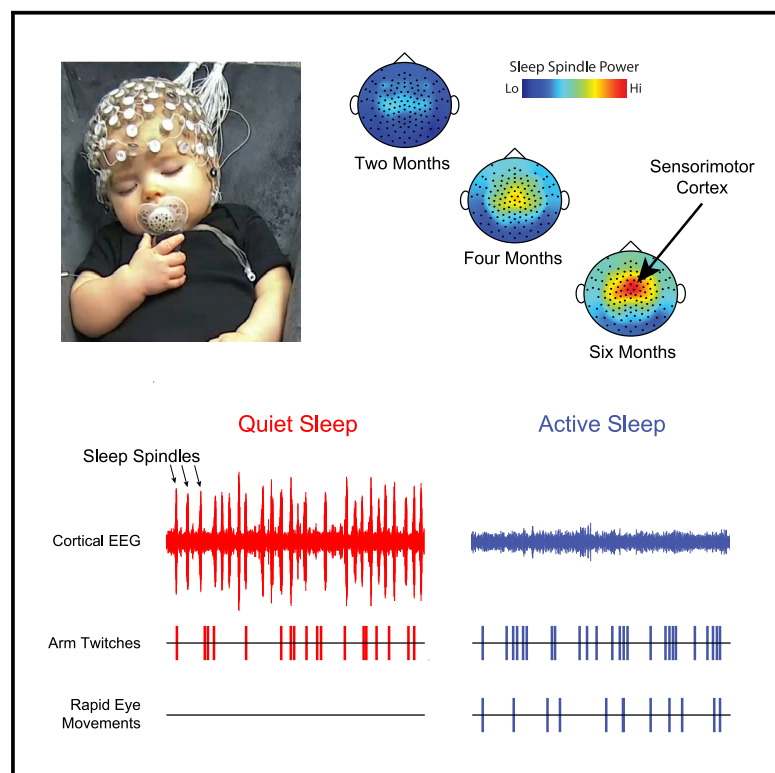 Sleep Spindle Power
Lo Hi
Two Months
Sensorimotor
Cortex
Four Months
Six Months
Quiet Sleep
Active Sleep
Sleep Spindles
Cortical EEG
Arm Twitches
Rapid Eye
Movements